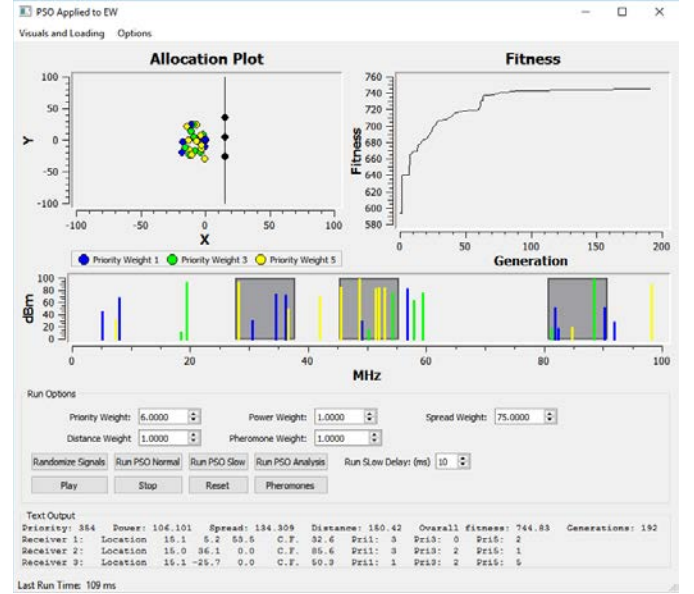 PSO Applied to EW
Visuals and Loading Options
Allocation Plot
100
50
0
-50
-100
Y
-100 -50 0 50 100
X
Priority Weight 1 Priority Weight 3 Priority Weight 5
Fitness
760
740
720
700
680
660
640
620
600
580
Fitness
0 50 100 150 200
Generation
100
80
60
40
20
0
dBm
0 20 40 60 80 100
MHz
Run Options
Priority Weight: 6.0000 Power Weight: 1.0000 Spread Weight: 75.0000
Distance Weight 1.0000 Pheromone Weight: 1.0000
Randomize Signals Run PSO Normal Run PSO Slow Run PSO Analysis Run SLow Delay: (ms) 10
Play Stop Reset Pheromones
Text Output
Priority: 354 Power: 106.101 Spread: 134.309 Distance: 150.42 Ovarall fitness: 744.83 Generations: 192
Receiver 1: Location 15.1 5.2 53.5 C.F. 32.6 Pri1: 3 Pri3: 0 Pri5: 2
Receiver 2: Location 15.0 36.1 0.0 C.F. 85.6 Pri1: 3 Pri3: 2 Pri5: 1
Receiver 3: Location 15.1 -25.7 0.0 C.F. 50.3 Pri1: 1 Pri3: 2 Pri5: 5
Last Run Time: 109 ms